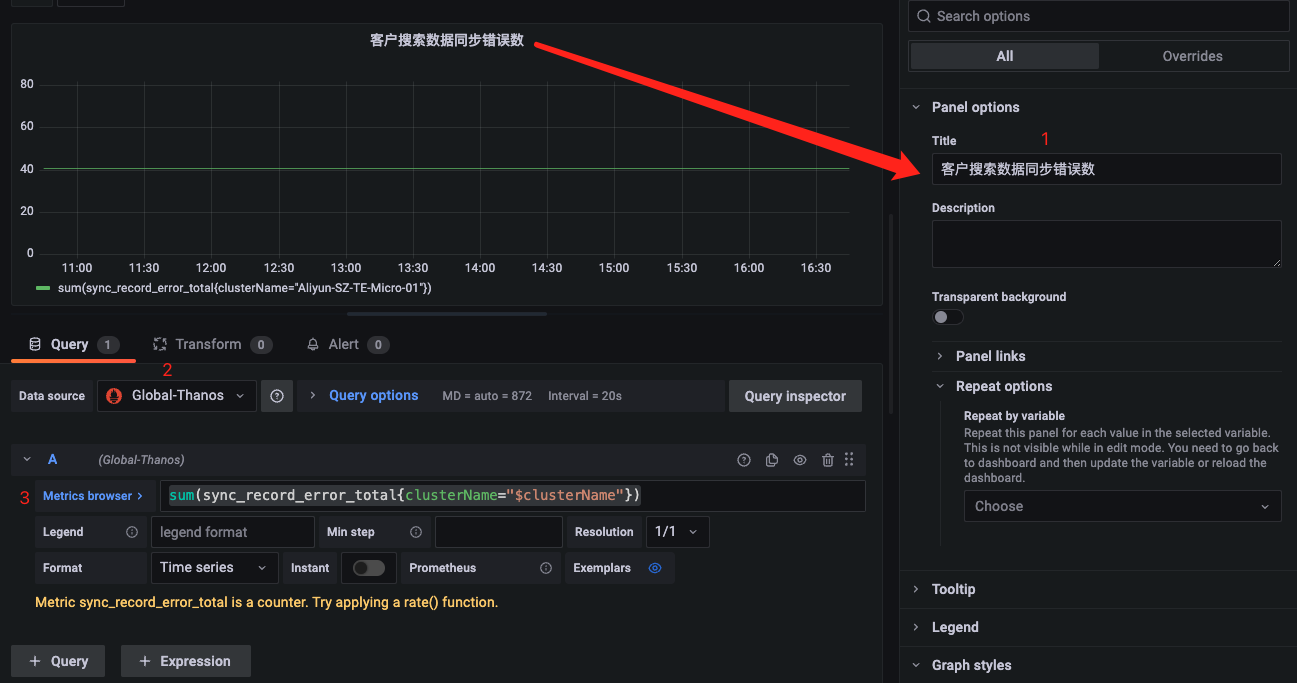 客户搜索数据同步错误数
80
60
40
20
0
11:00 11:30 12:00 12:30 13:00 13:30 14:00 14:30 15:00 15:30 16:00 16:30
sum(sync_record_error_total{clusterName="Aliyun-SZ-TE-Micro-01"})
Query 1 Transform 0 Alert 0
2
Data source Global-Thanos Query options MD = auto = 872 Interval = 20s Query inspector
A (Global-Thanos)
3 Metrics browser sum(sync_record_error_total{clusterName="$clusterName"})
Legend legend format Min step Resolution 1/1
Format Time series Instant Prometheus Exemplars
Metric sync_record_error_total is a counter. Try applying a rate() function.
+ Query + Expression
Search options
All Overrides
Panel options
Title 1
客户搜索数据同步错误数
Description
Transparent background
Panel links
Repeat options
Repeat by variable
Repeat this panel for each value in the selected variable.
This is not visible while in edit mode. You need to go back
to dashboard and then update the variable or reload the
dashboard.
Choose
Tooltip
Legend
Graph styles